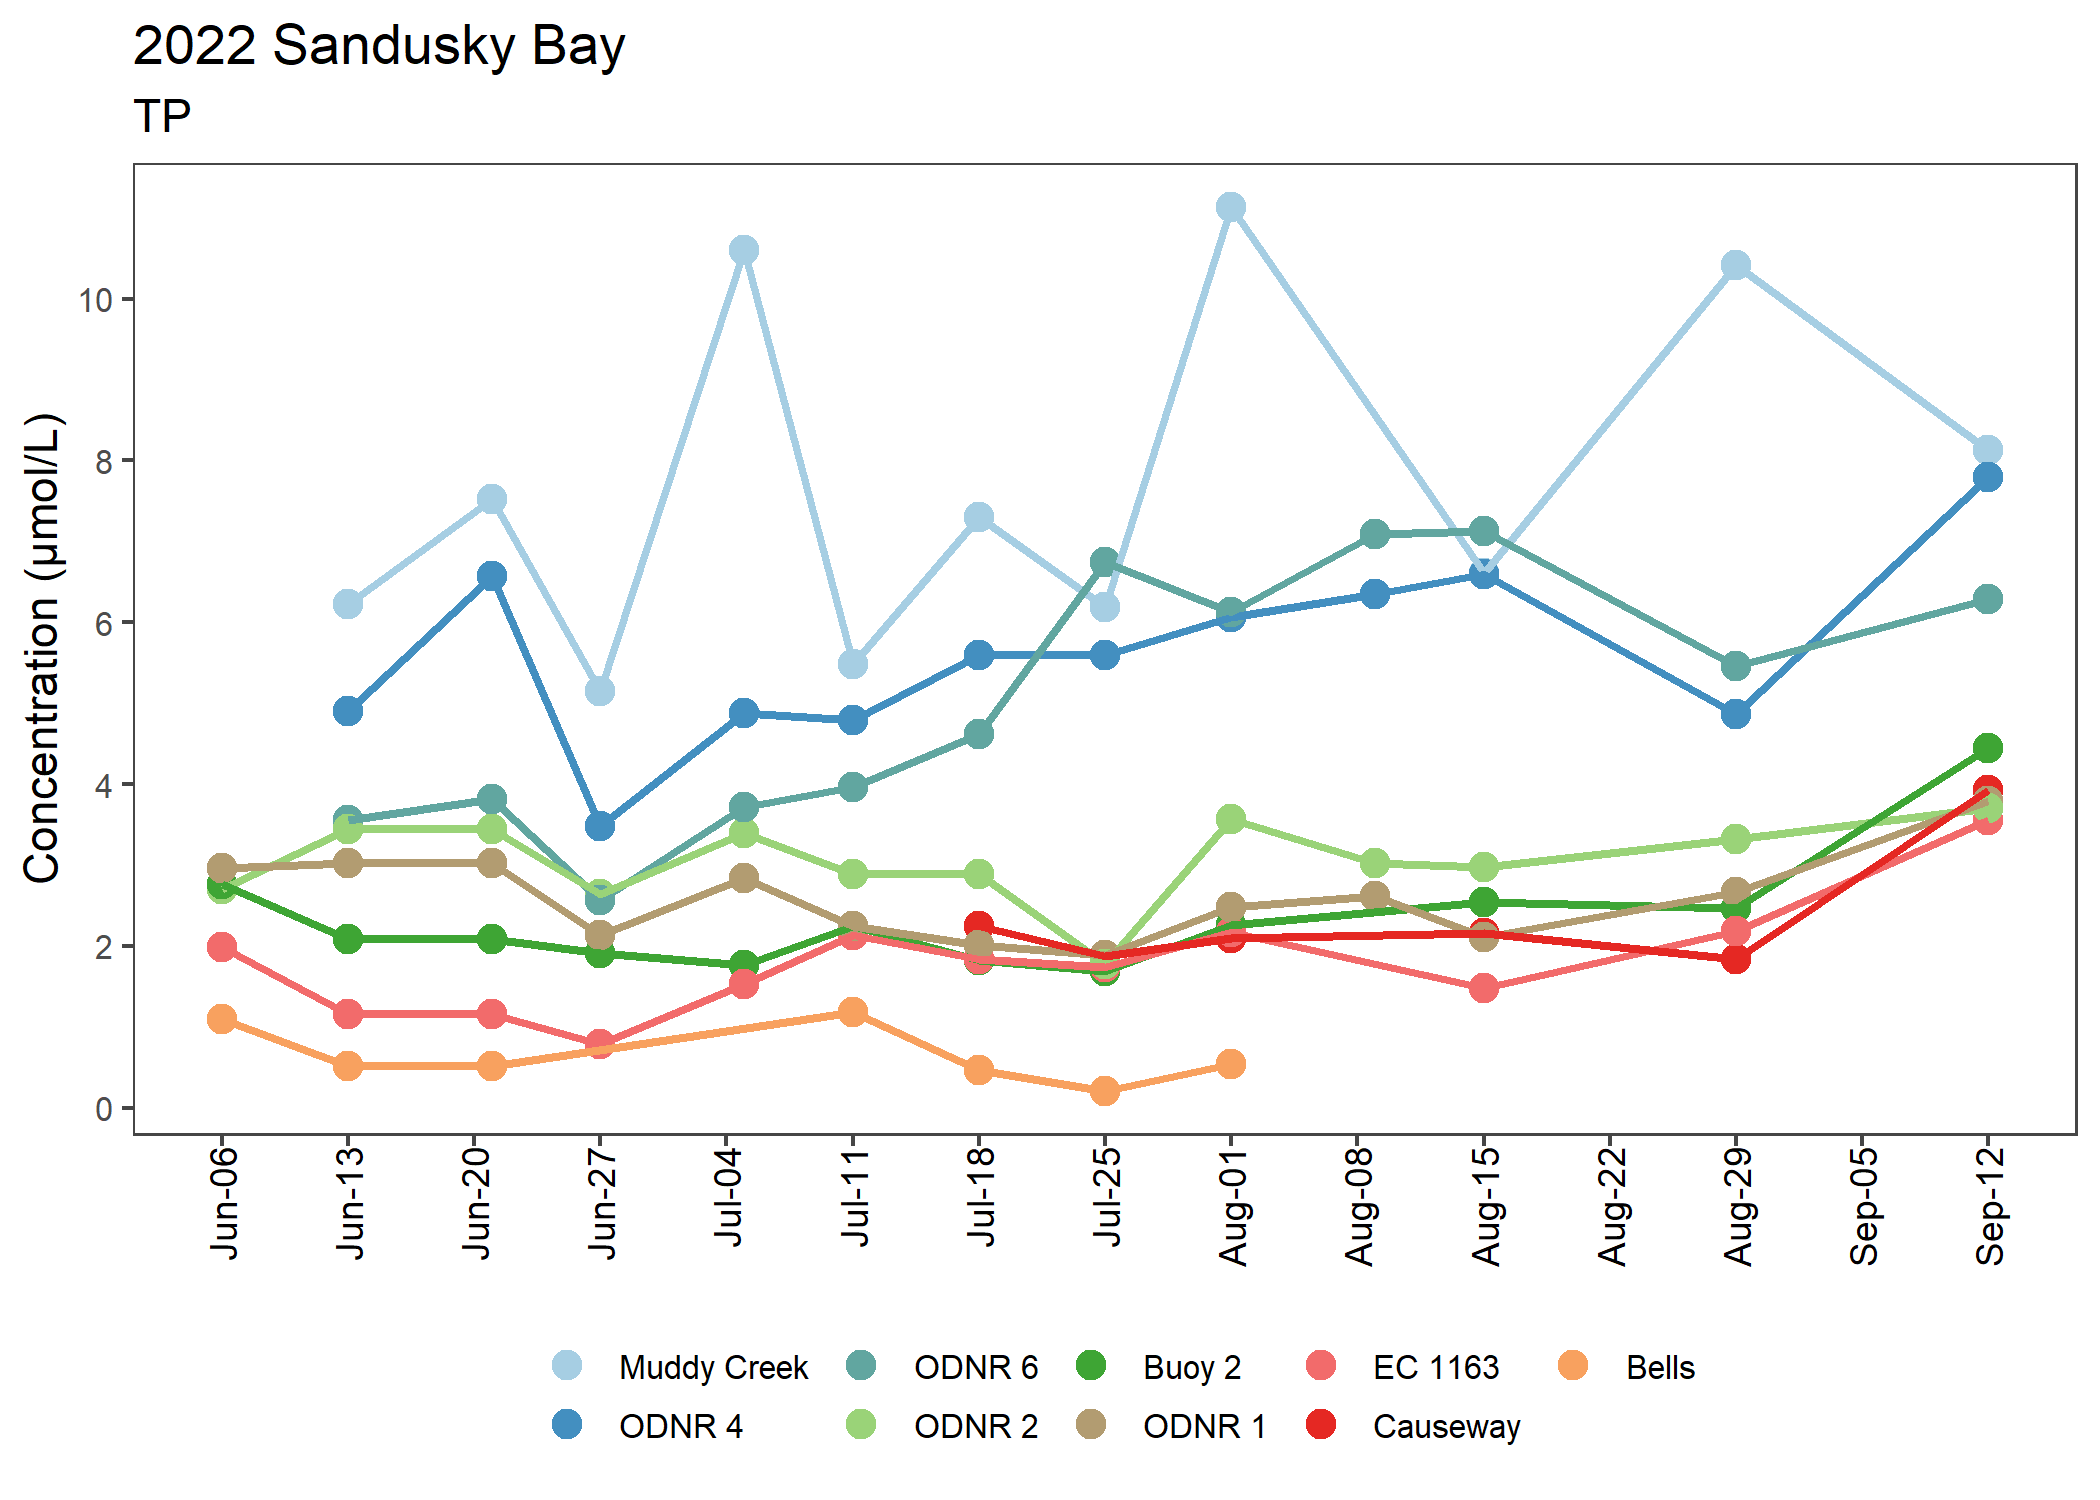 2022 Sandusky Bay
TP
Concentration (µmol/L)
10
8
6
4
2
0
Jun-06
Jun-13
Jun-20
Jun-27
Jul-04
Jul-11
Jul-18
Jul-25
Aug-01
Aug-08
Aug-15
Aug-22
Aug-29
Sep-05
Sep-12
Muddy Creek
ODNR 6
Buoy 2
EC 1163
Bells
ODNR 4
ODNR 2
ODNR 1
Causeway